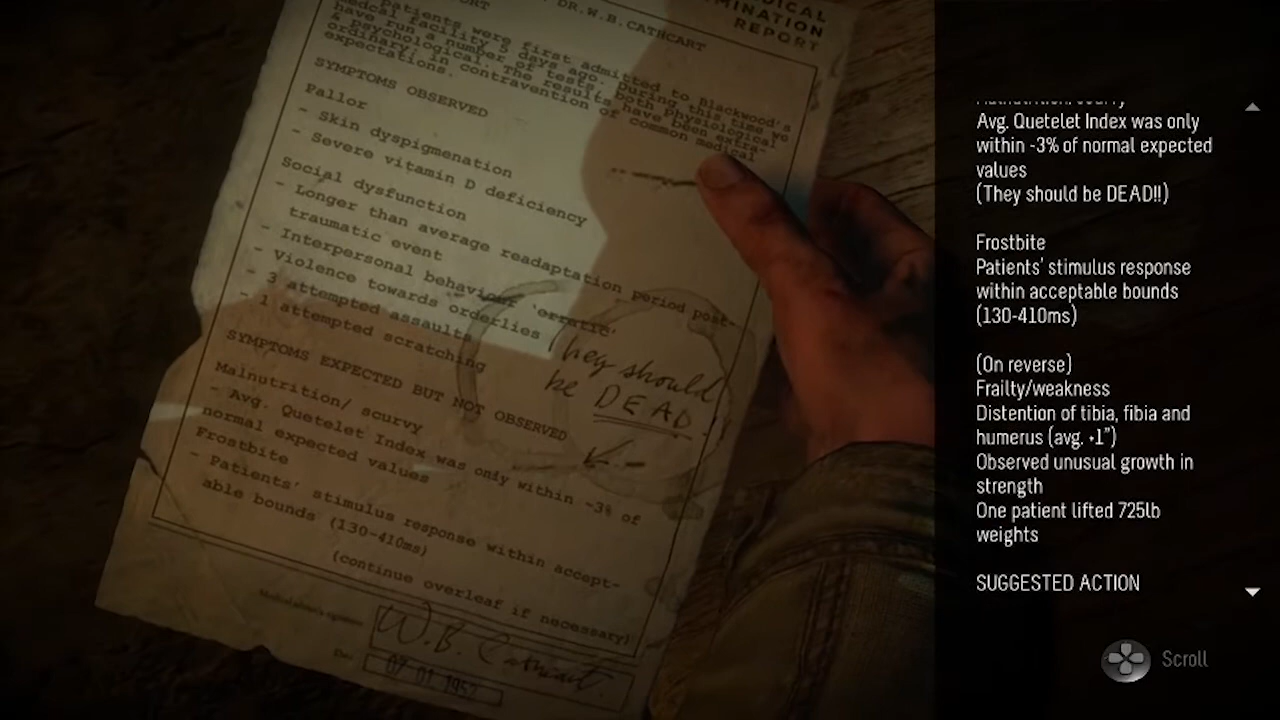 DR.W.B.CATHCART
MEDICAL
EXAMINATION
REPORT
Patients were first admitted to Blackwood's
medcal facility 5 days ago. During this time we
have run a number of tests, both physiological
& psychological. The results have been extra-
ordinary, in contravention of common medical
expectations.
SYMPTOMS OBSERVED
Pallor
- Skin dyspigmenation
- Severe vitamin D deficiency
Social dysfunction
- Longer than average readaptation period post-
traumatic event
- Interpersonal behaviour 'erratic'
- Violence towards orderlies
- 3 attempted assaults
- 1 attempted scratching
They should
be DEAD
SYMPTOMS EXPECTED BUT NOT OBSERVED
Malnutrition/ scurvy
- Avg. Quetelet Index was only within -3% of
normal expected values
Frostbite
- Patients' stimulus response within accept-
able bounds (130-410ms)
(continue overleaf if necessary)
W.B. Cathcart.
07 01 1952
Avg. Quetelet Index was only
within -3% of normal expected
values
(They should be DEAD!!)
Frostbite
Patients' stimulus response
within acceptable bounds
(130-410ms)
(On reverse)
Frailty/weakness
Distention of tibia, fibia and
humerus (avg. +1")
Observed unusual growth in
strength
One patient lifted 725lb
weights
SUGGESTED ACTION
Scroll